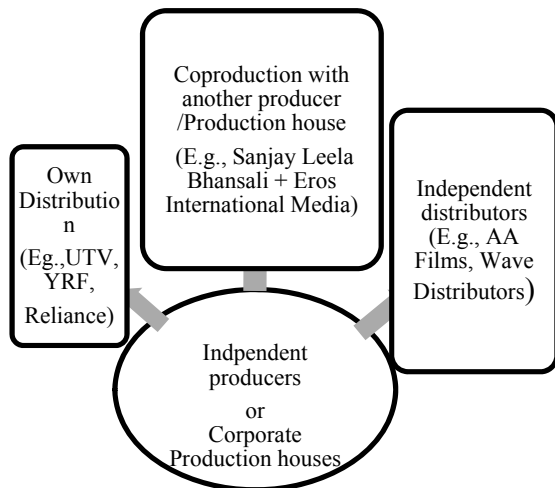 Coproduction with
another producer
/Production house
(E.g., Sanjay Leela
Bhansali + Eros
International Media)
Own
Distributio
n
(Eg.,UTV,
YRF,
Reliance)
Independent
distributors
(E.g., AA
Films, Wave
Distributors)
Indpendent
producers
or
Corporate
Production houses